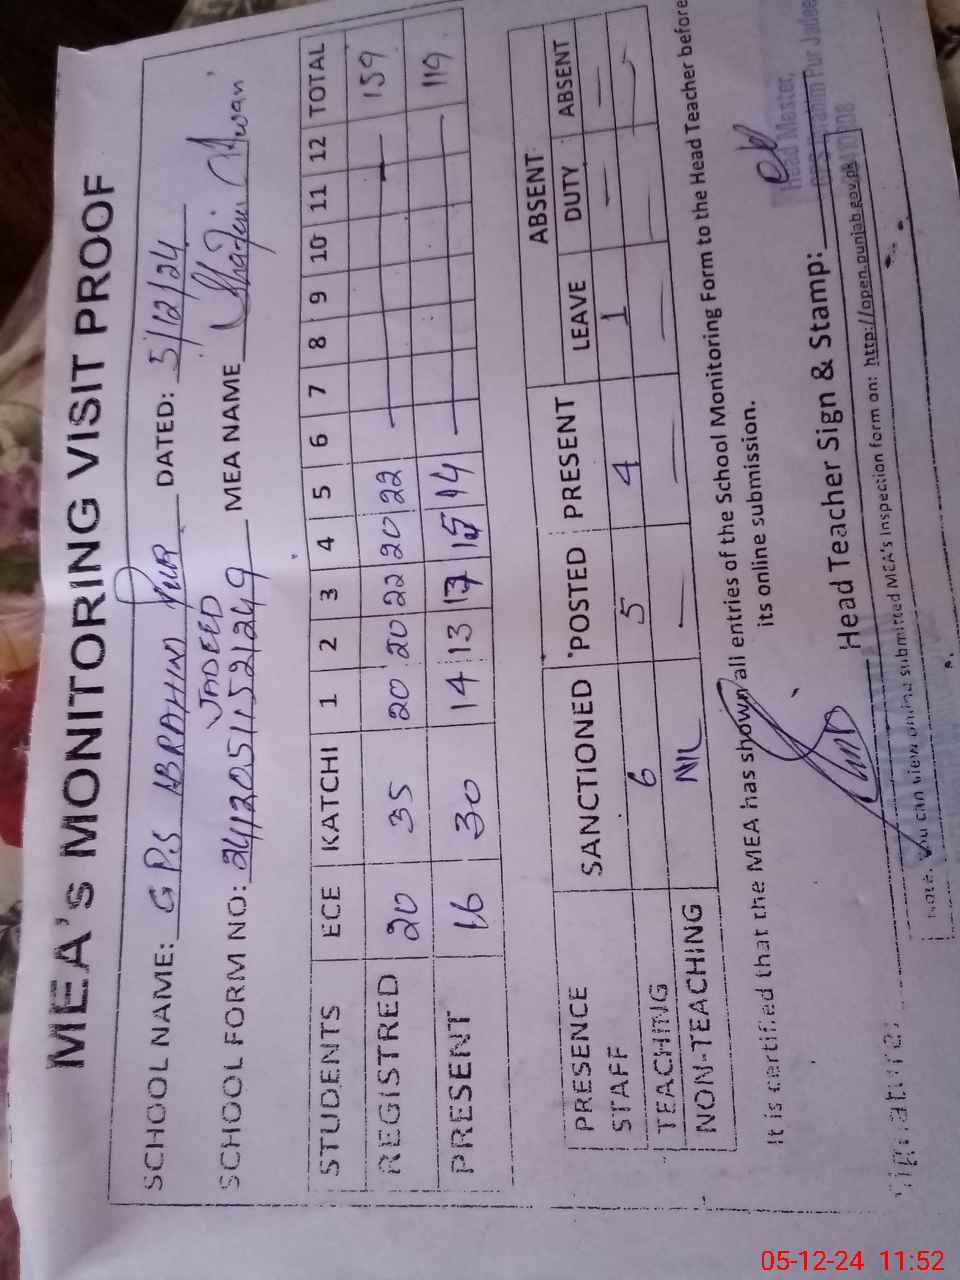 MEA's MONITORING VISIT PROOF
SCHOOL NAME: G P/S IBRAHIM PUR DATED: 5/12/24
JADEED
SCHOOL FORM NO: MEA NAME Awan
STUDENTS ECE KATCHI 1 2 3 4 5 6 7 8 9 10 11 12 TOTAL
REGISTRED 20 35 20 20 22 20 22 — — 159
PRESENT 16 30 14 13 17 15 14 — — 119
PRESENCE SANCTIONED POSTED PRESENT ABSENT
STAFF LEAVE DUTY ABSENT
TEACHING 6 5 4 1 — —
NON-TEACHING NIL — — — — —
It is certified that the MEA has shown all entries of the School Monitoring Form to the Head Teacher before
its online submission.
Head Master,
Pur Jadeed
Signature: Head Teacher Sign & Stamp:
Note. You can view online submitted MEA's Inspection form on: http://open.punjab.gov.pk
05-12-24 11:52